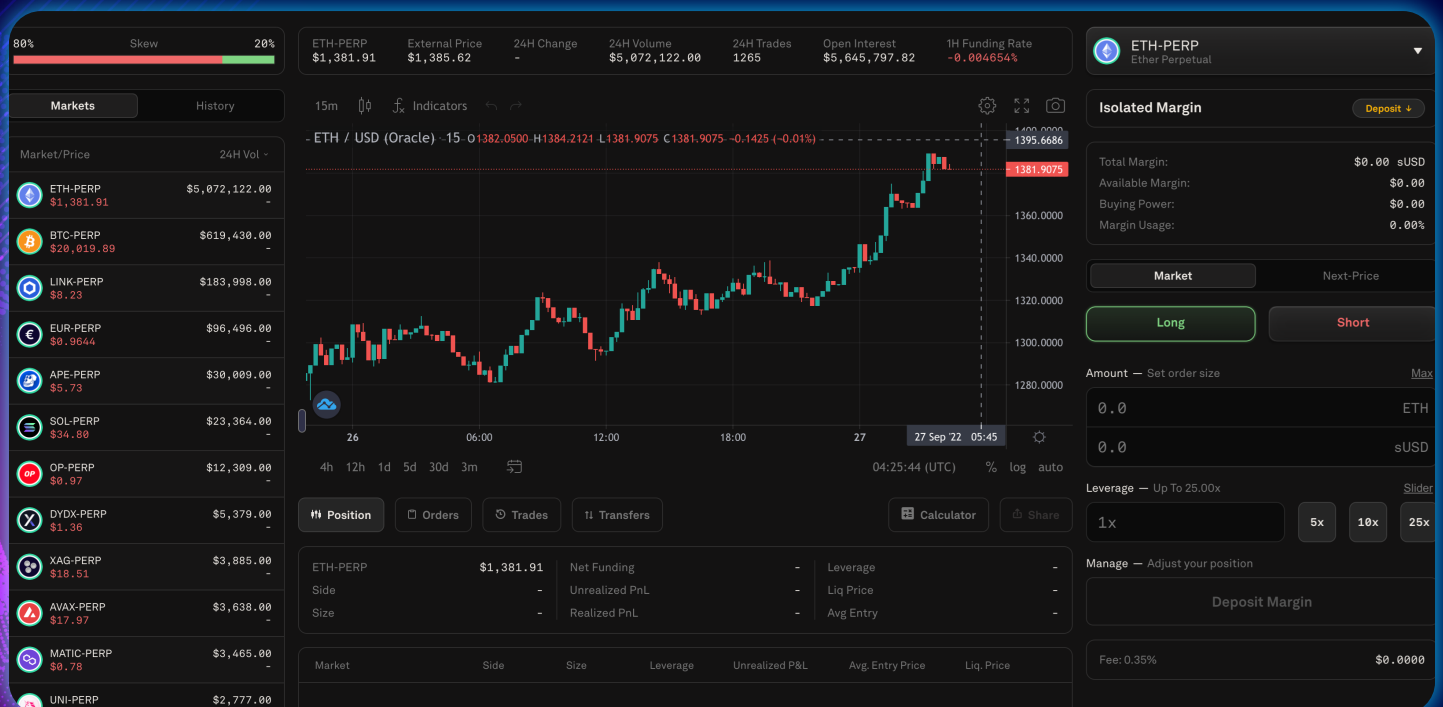 80% Skew 20%
Markets History
Market/Price 24H Vol
ETH-PERP $5,072,122.00
$1,381.91 -
BTC-PERP $619,430.00
$20,019.89 -
LINK-PERP $183,998.00
$8.23 -
EUR-PERP $96,496.00
$0.9644 -
APE-PERP $30,009.00
$5.73 -
SOL-PERP $23,364.00
$34.80 -
OP-PERP $12,309.00
OP
$0.97 -
DYDX-PERP $5,379.00
$1.36 -
XAG-PERP $3,885.00
$18.51 -
AVAX-PERP $3,638.00
$17.97 -
MATIC-PERP $3,465.00
$0.78 -
UNI-PERP $2,777.00
ETH-PERP External Price 24H Change 24H Volume 24H Trades Open Interest 1H Funding Rate
$1,381.91 $1,385.62 - $5,072,122.00 1265 $5,645,797.82 -0.004654%
15m Indicators
ETH / USD (Oracle) 15 O1382.0500 H1384.2121 L1381.9075 C1381.9075 -0.1425 (-0.01%)
1400.0000
1395.6686
1381.9075
1360.0000
1340.0000
1320.0000
1300.0000
1280.0000
26 06:00 12:00 18:00 27 27 Sep '22 05:45
4h 12h 1d 5d 30d 3m 04:25:44 (UTC) % log auto
Position Orders Trades Transfers Calculator Share
ETH-PERP $1,381.91 Net Funding - Leverage -
Side - Unrealized PnL - Liq Price -
Size - Realized PnL - Avg Entry -
Market Side Size Leverage Unrealized P&L Avg. Entry Price Liq. Price
ETH-PERP
Ether Perpetual
Isolated Margin Deposit
Total Margin: $0.00 sUSD
Available Margin: $0.00
Buying Power: $0.00
Margin Usage: 0.00%
Market Next-Price
Long Short
Amount — Set order size Max
0.0 ETH
0.0 sUSD
Leverage — Up To 25.00x Slider
1x 5x 10x 25x
Manage — Adjust your position
Deposit Margin
Fee: 0.35% $0.0000